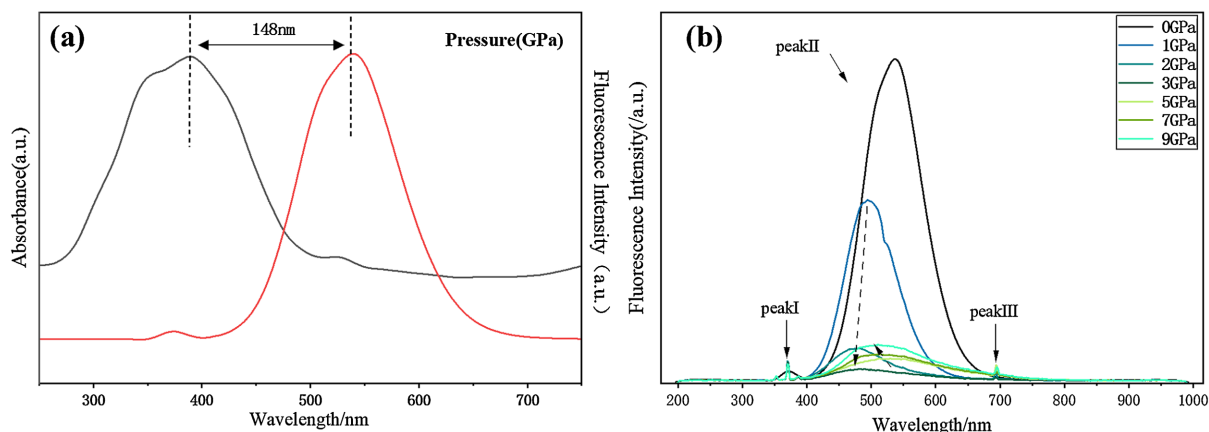 (a)
148nm
Pressure(GPa)
Absorbance(a.u.)
Fluorescence Intensity (a.u.)
300 400 500 600 700
Wavelength/nm
(b)
peakII
0GPa
1GPa
2GPa
3GPa
5GPa
7GPa
9GPa
Fluorescence Intensity(/a.u.)
peakI
peakIII
200 300 400 500 600 700 800 900 1000
Wavelength/nm